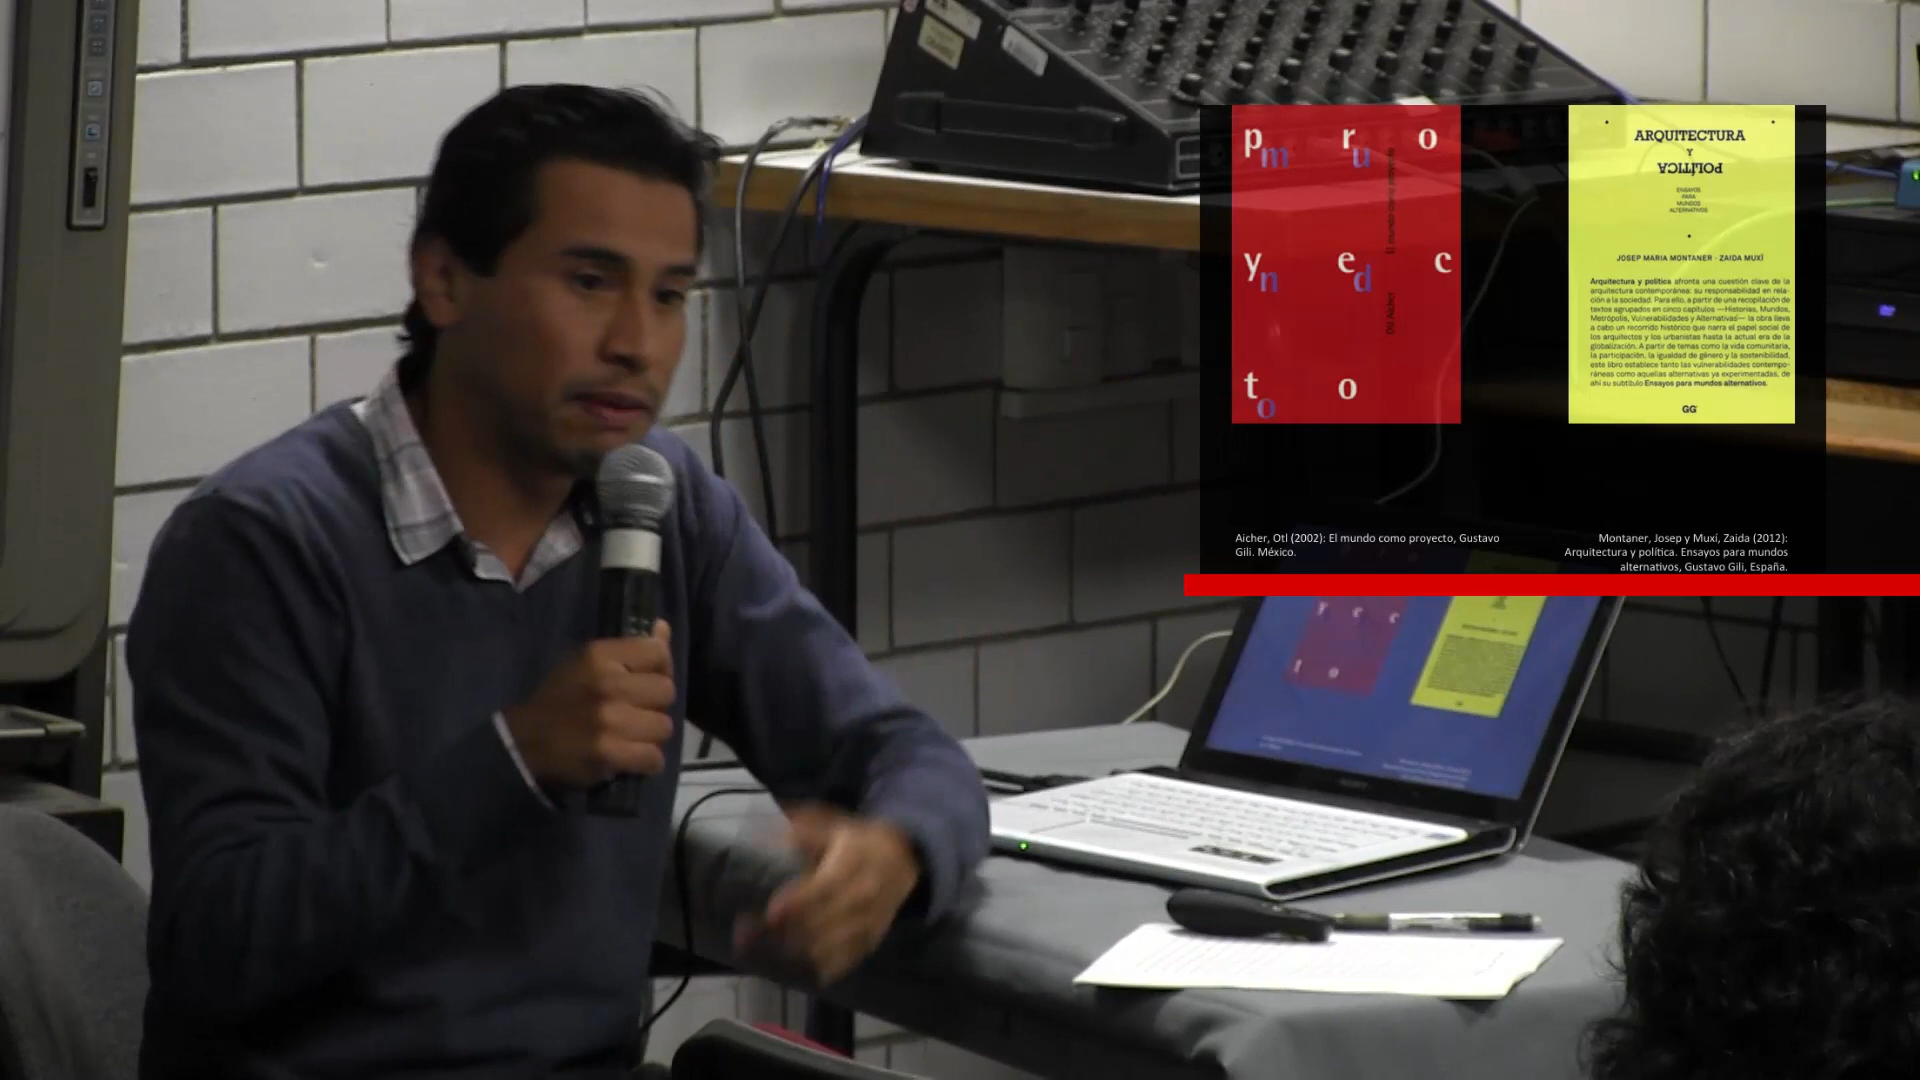 p r o
m u
y e c
n d
t o
o
El mundo como proyecto
Otl Aicher
ARQUITECTURA
Y
POLÍTICA
ENSAYOS
PARA
MUNDOS
ALTERNATIVOS
JOSEP MARIA MONTANER · ZAIDA MUXÍ
Arquitectura y política afronta una cuestión clave de la
arquitectura contemporánea: su responsabilidad en rela-
ción a la sociedad. Para ello, a partir de una recopilación de
textos agrupados en cinco capítulos —Historias, Mundos,
Metrópolis, Vulnerabilidades y Alternativas— la obra lleva
a cabo un recorrido histórico que narra el papel social de
los arquitectos y los urbanistas hasta la actual era de la
globalización. A partir de temas como la vida comunitaria,
la participación, la igualdad de género y la sostenibilidad,
este libro establece tanto las vulnerabilidades contempo-
ráneas como aquellas alternativas ya experimentadas, de
ahí su subtítulo Ensayos para mundos alternativos.
GG
Aicher, Otl (2002): El mundo como proyecto, Gustavo
Gili. México.
Montaner, Josep y Muxí, Zaida (2012):
Arquitectura y política. Ensayos para mundos
alternativos, Gustavo Gili, España.
y e c
t o
SONY